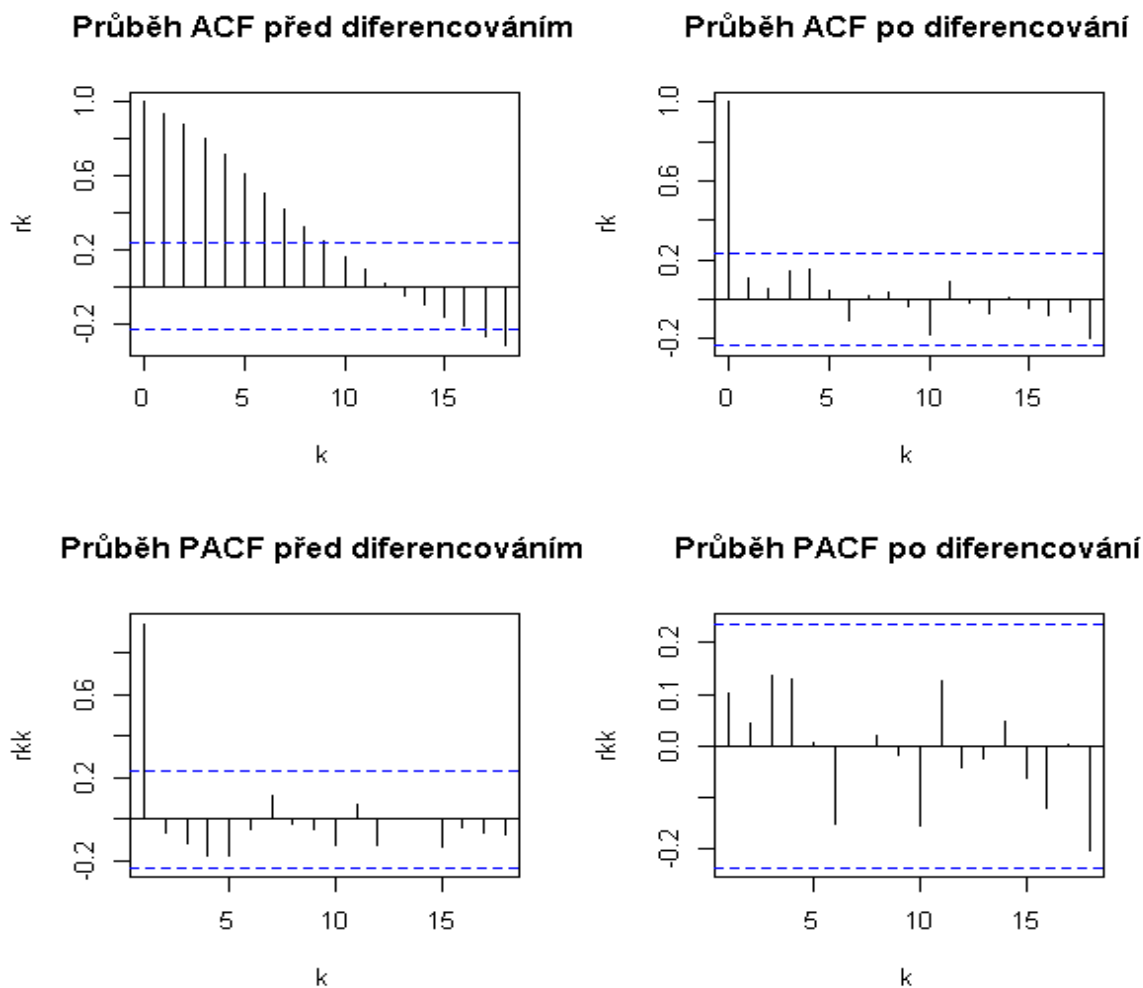 Průběh ACF před diferencováním
rk
1.0
0.6
0.2
-0.2
0 5 10 15
k
Průběh ACF po diferencování
rk
1.0
0.6
0.2
-0.2
0 5 10 15
k
Průběh PACF před diferencováním
rkk
0.6
0.2
-0.2
5 10 15
k
Průběh PACF po diferencování
rkk
0.2
0.1
0.0
-0.2
5 10 15
k